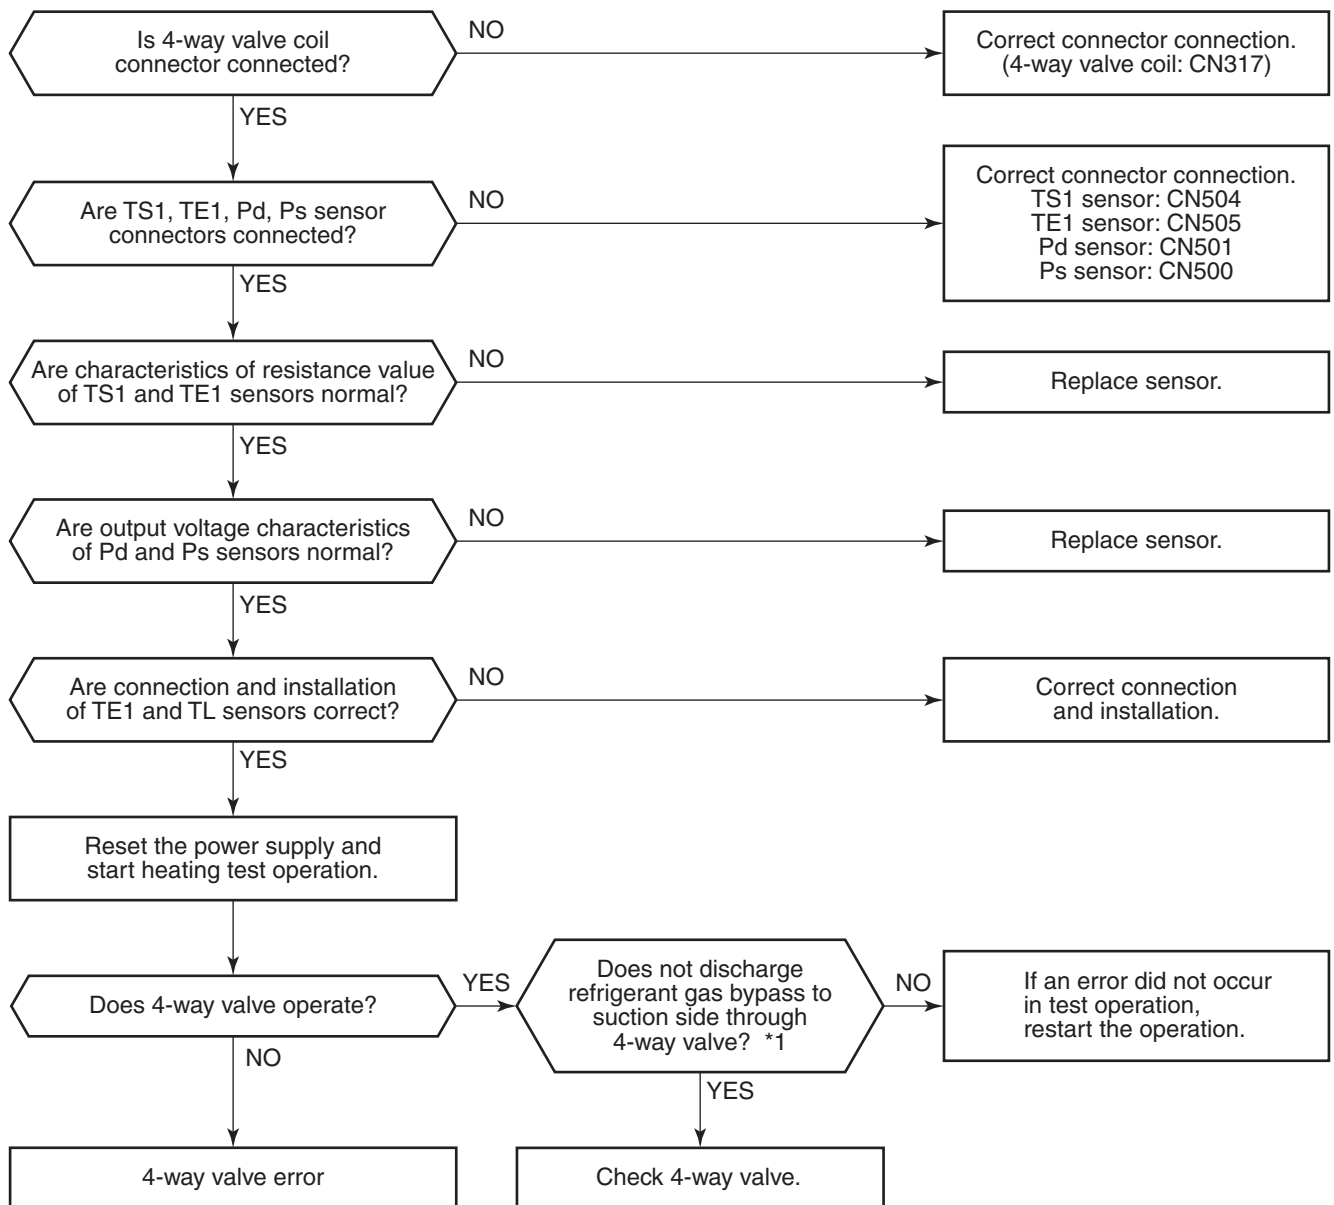 Is 4-way valve coil
connector connected?
NO
Correct connector connection.
(4-way valve coil: CN317)
YES
Are TS1, TE1, Pd, Ps sensor
connectors connected?
NO
Correct connector connection.
TS1 sensor: CN504
TE1 sensor: CN505
Pd sensor: CN501
Ps sensor: CN500
YES
Are characteristics of resistance value
of TS1 and TE1 sensors normal?
NO
Replace sensor.
YES
Are output voltage characteristics
of Pd and Ps sensors normal?
NO
Replace sensor.
YES
Are connection and installation
of TE1 and TL sensors correct?
NO
Correct connection
and installation.
YES
Reset the power supply and
start heating test operation.
Does 4-way valve operate?
YES
Does not discharge
refrigerant gas bypass to
suction side through
4-way valve? *1
NO
If an error did not occur
in test operation,
restart the operation.
NO
YES
4-way valve error
Check 4-way valve.